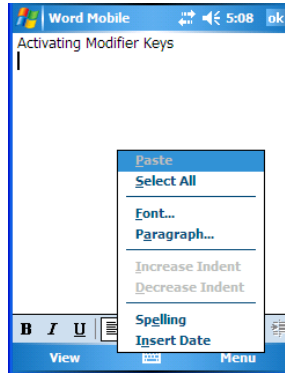 Word Mobile 5:08 ok
Activating Modifier Keys
Paste
Select All
Font...
Paragraph...
Increase Indent
Decrease Indent
Spelling
Insert Date
B I U
View Menu